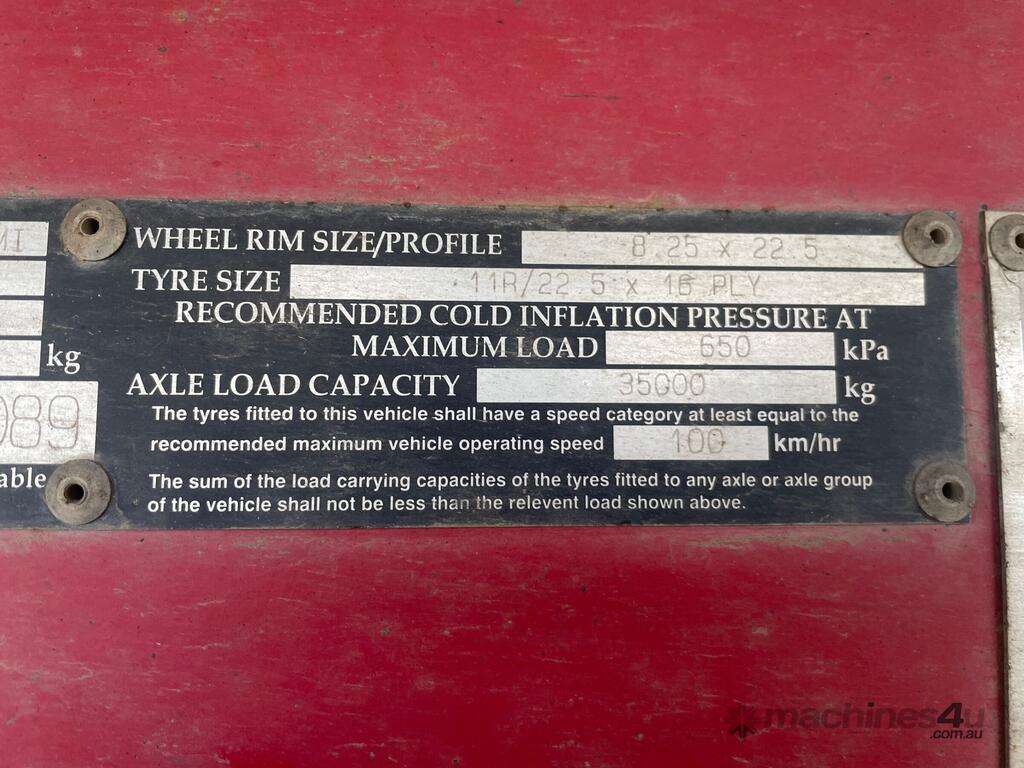 MI
WHEEL RIM SIZE/PROFILE 8.25 x 22.5
TYRE SIZE 11R/22.5 x 16 PLY
RECOMMENDED COLD INFLATION PRESSURE AT
kg
MAXIMUM LOAD 650 kPa
AXLE LOAD CAPACITY 35000 kg
089
The tyres fitted to this vehicle shall have a speed category at least equal to the
recommended maximum vehicle operating speed 100 km/hr
able
The sum of the load carrying capacities of the tyres fitted to any axle or axle group
of the vehicle shall not be less than the relevent load shown above.
machines4u
.com.au